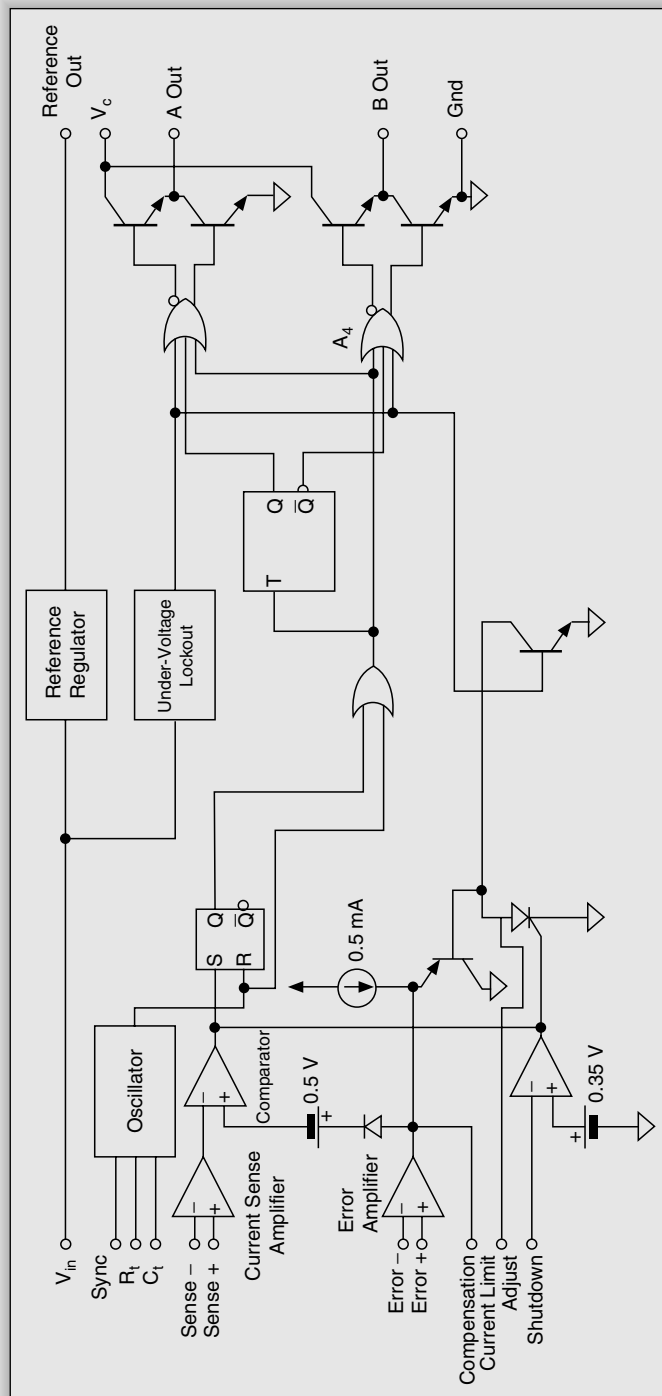 V_in
Sync
R_t
C_t
Sense −
Sense +
Current Sense
Amplifier
Error −
Error +
Error
Amplifier
Compensation
Current Limit
Adjust
Shutdown
Oscillator
−
+
Comparator
−
+
0.5 V
+
−
+
−
+
+
0.35 V
S
Q
R
Q̅
0.5 mA
Reference
Regulator
Under-Voltage
Lockout
T
Q
Q̅
A_4
Reference
Out
V_c
A Out
B Out
Gnd